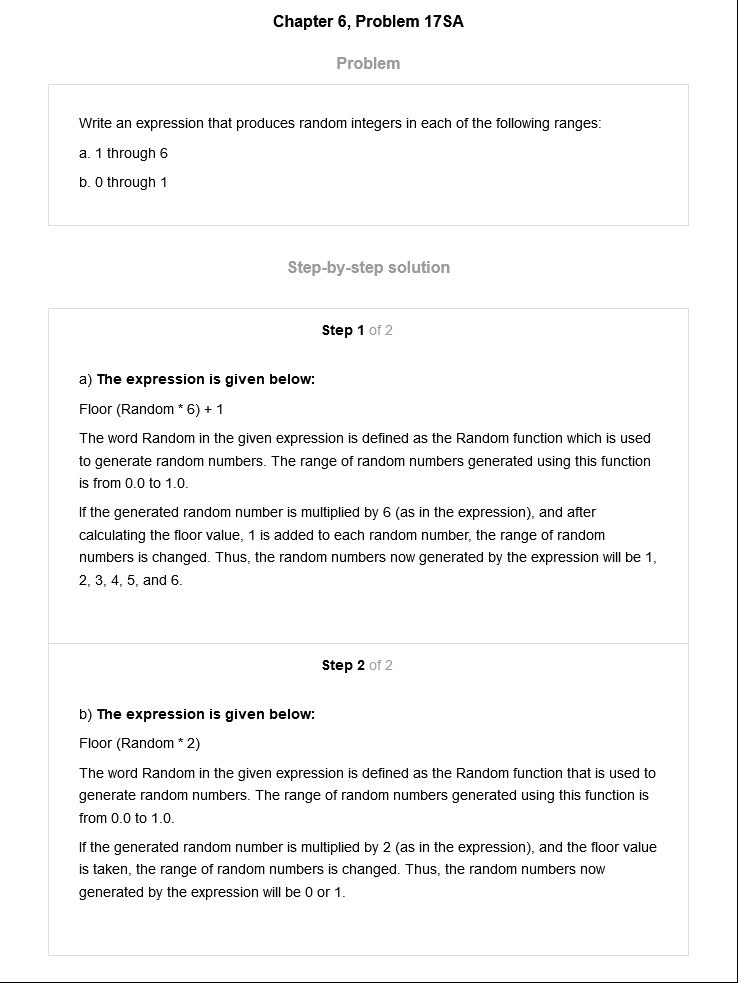 Chapter 6, Problem 17SA
Problem
Write an expression that produces random integers in each of the following ranges:
a. 1 through 6
b. 0 through 1
Step-by-step solution
Step 1 of 2
a) The expression is given below:
Floor (Random * 6) + 1
The word Random in the given expression is defined as the Random function which is used
to generate random numbers. The range of random numbers generated using this function
is from 0.0 to 1.0.
If the generated random number is multiplied by 6 (as in the expression), and after
calculating the floor value, 1 is added to each random number, the range of random
numbers is changed. Thus, the random numbers now generated by the expression will be 1,
2, 3, 4, 5, and 6.
Step 2 of 2
b) The expression is given below:
Floor (Random * 2)
The word Random in the given expression is defined as the Random function that is used to
generate random numbers. The range of random numbers generated using this function is
from 0.0 to 1.0.
If the generated random number is multiplied by 2 (as in the expression), and the floor value
is taken, the range of random numbers is changed. Thus, the random numbers now
generated by the expression will be 0 or 1.